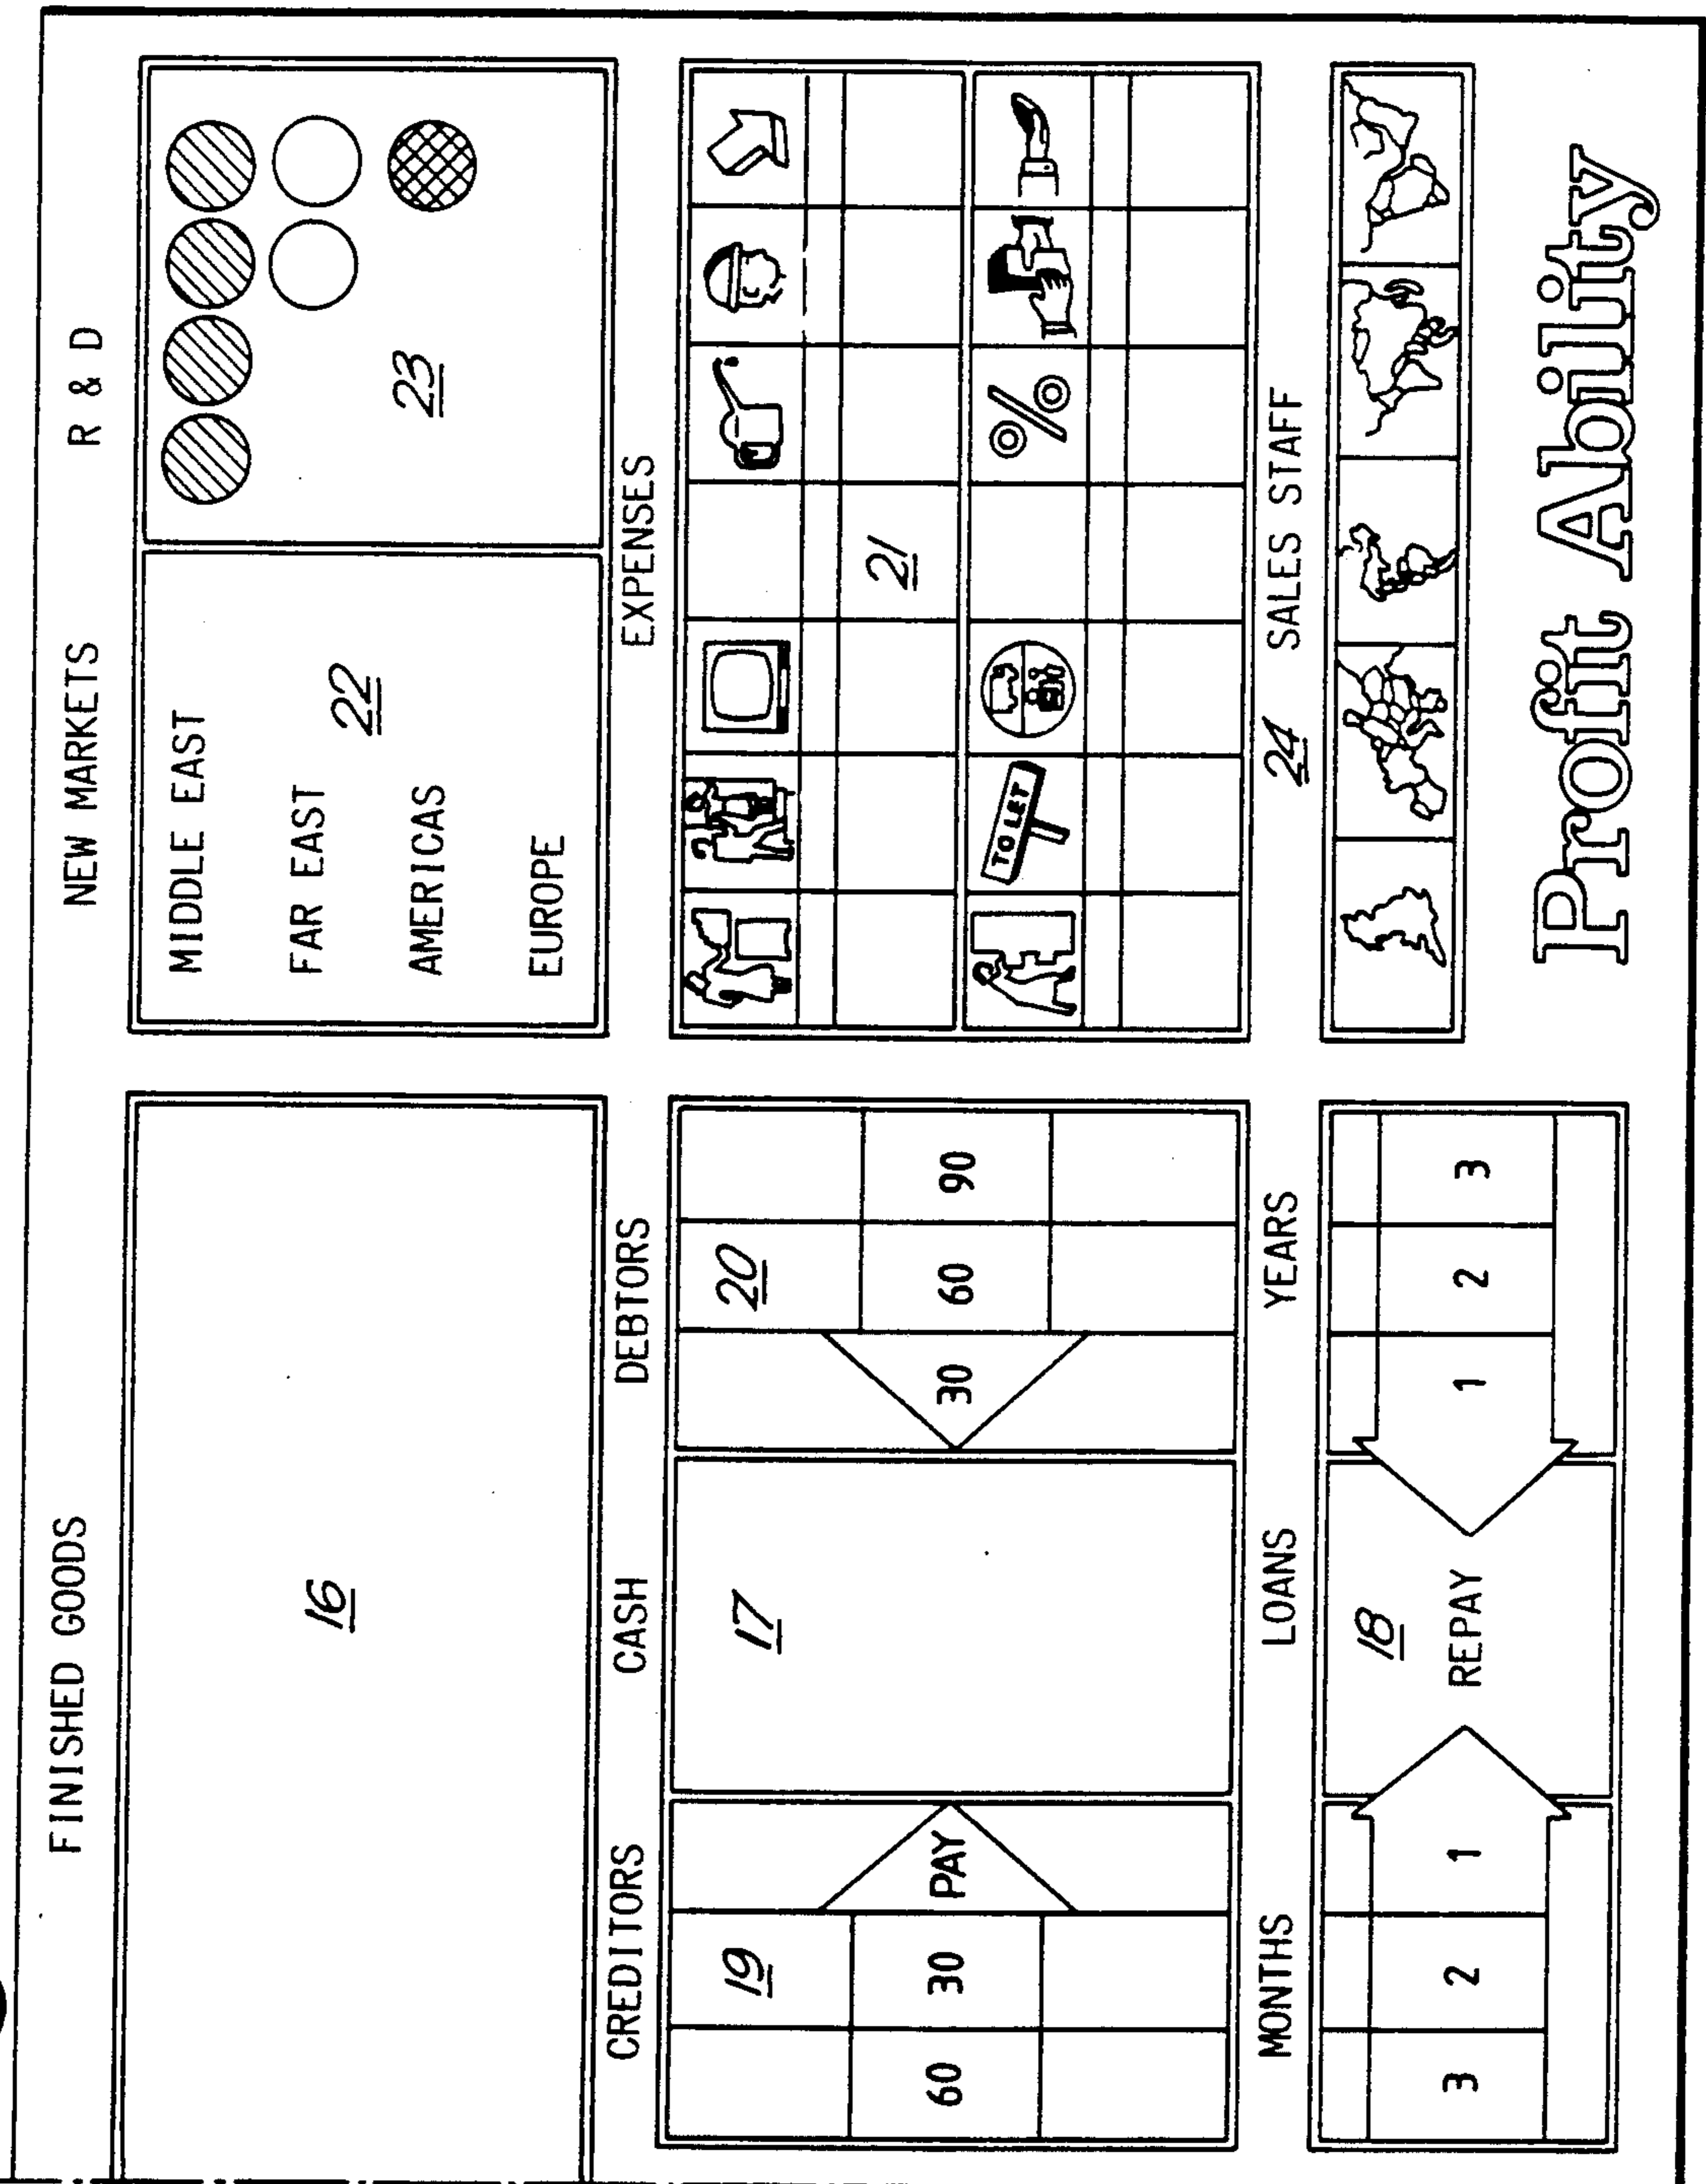 FINISHED GOODS
NEW MARKETS
R & D
16
MIDDLE EAST
FAR EAST
AMERICAS
EUROPE
22
23
CREDITORS
CASH
DEBTORS
EXPENSES
19
17
20
21
60
30
PAY
30
60
90
TO LET
%
MONTHS
LOANS
YEARS
24
SALES STAFF
18
3
2
1
REPAY
1
2
3
Profit Ability